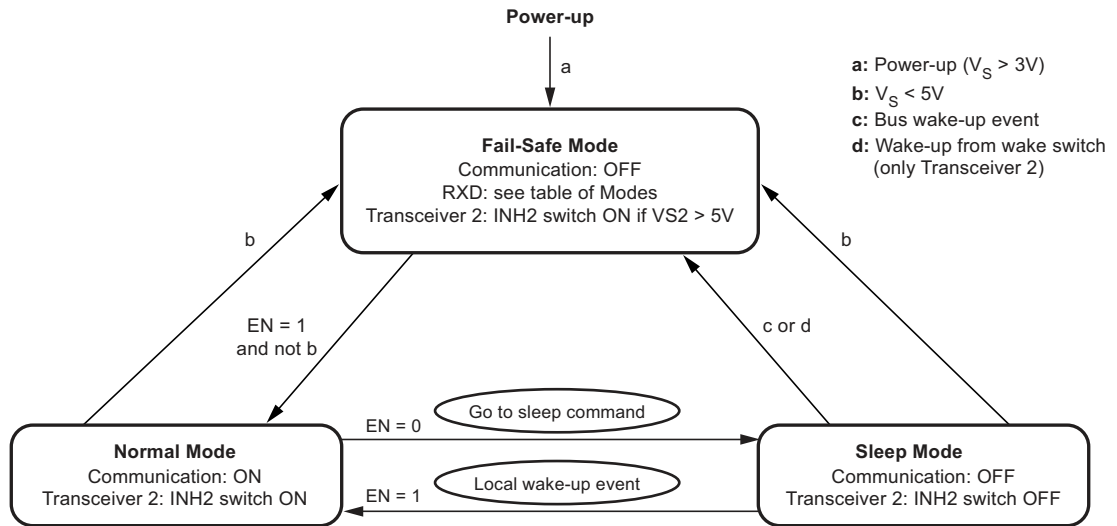 Power-up
a
a: Power-up (VS > 3V)
b: VS < 5V
c: Bus wake-up event
d: Wake-up from wake switch
(only Transceiver 2)
Fail-Safe Mode
Communication: OFF
RXD: see table of Modes
Transceiver 2: INH2 switch ON if VS2 > 5V
b
b
EN = 1
and not b
c or d
Go to sleep command
EN = 0
Normal Mode
Communication: ON
Transceiver 2: INH2 switch ON
Local wake-up event
EN = 1
Sleep Mode
Communication: OFF
Transceiver 2: INH2 switch OFF